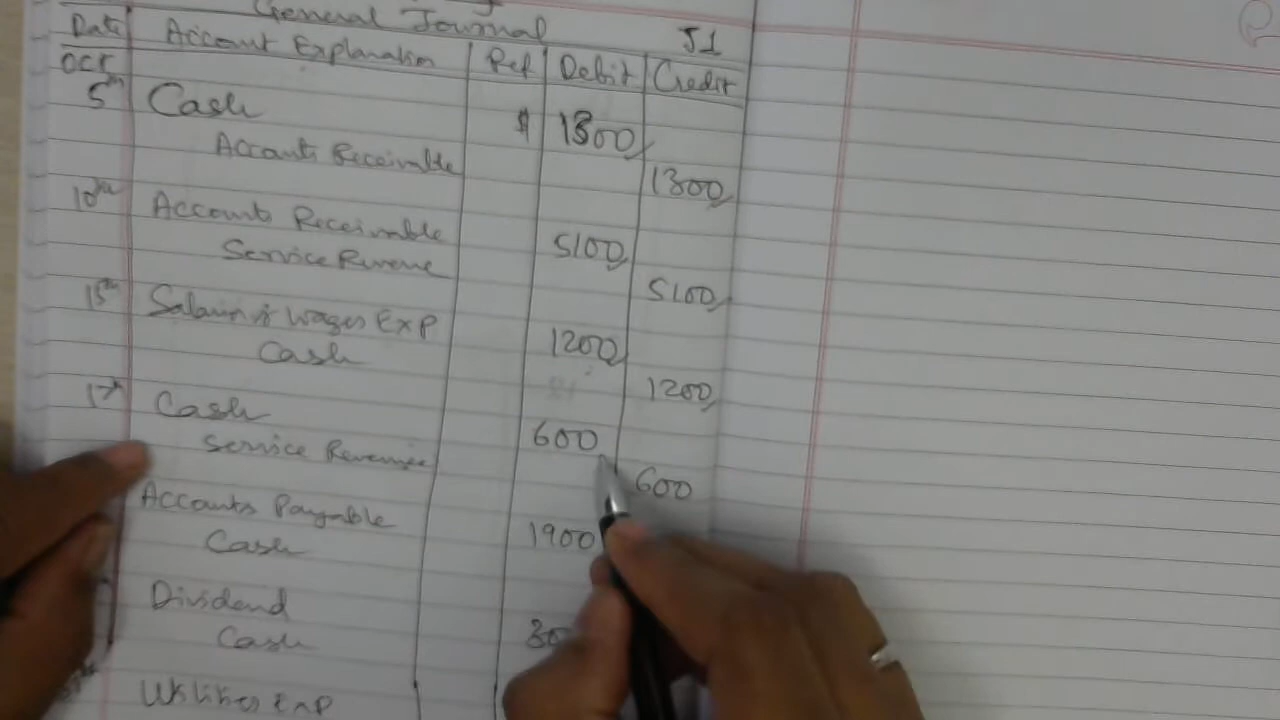 General Journal J1
Date Account Explanation Ref Debit Credit
Oct
5th Cash $ 1300
Accounts Receivable 1300
10th Accounts Receivable 5100
Service Revenue 5100
15th Salaries & Wages Exp 1200
Cash 1200
17th Cash 600
Service Revenue 600
Accounts Payable 1900
Cash
Dividend
Cash
Utilities Exp